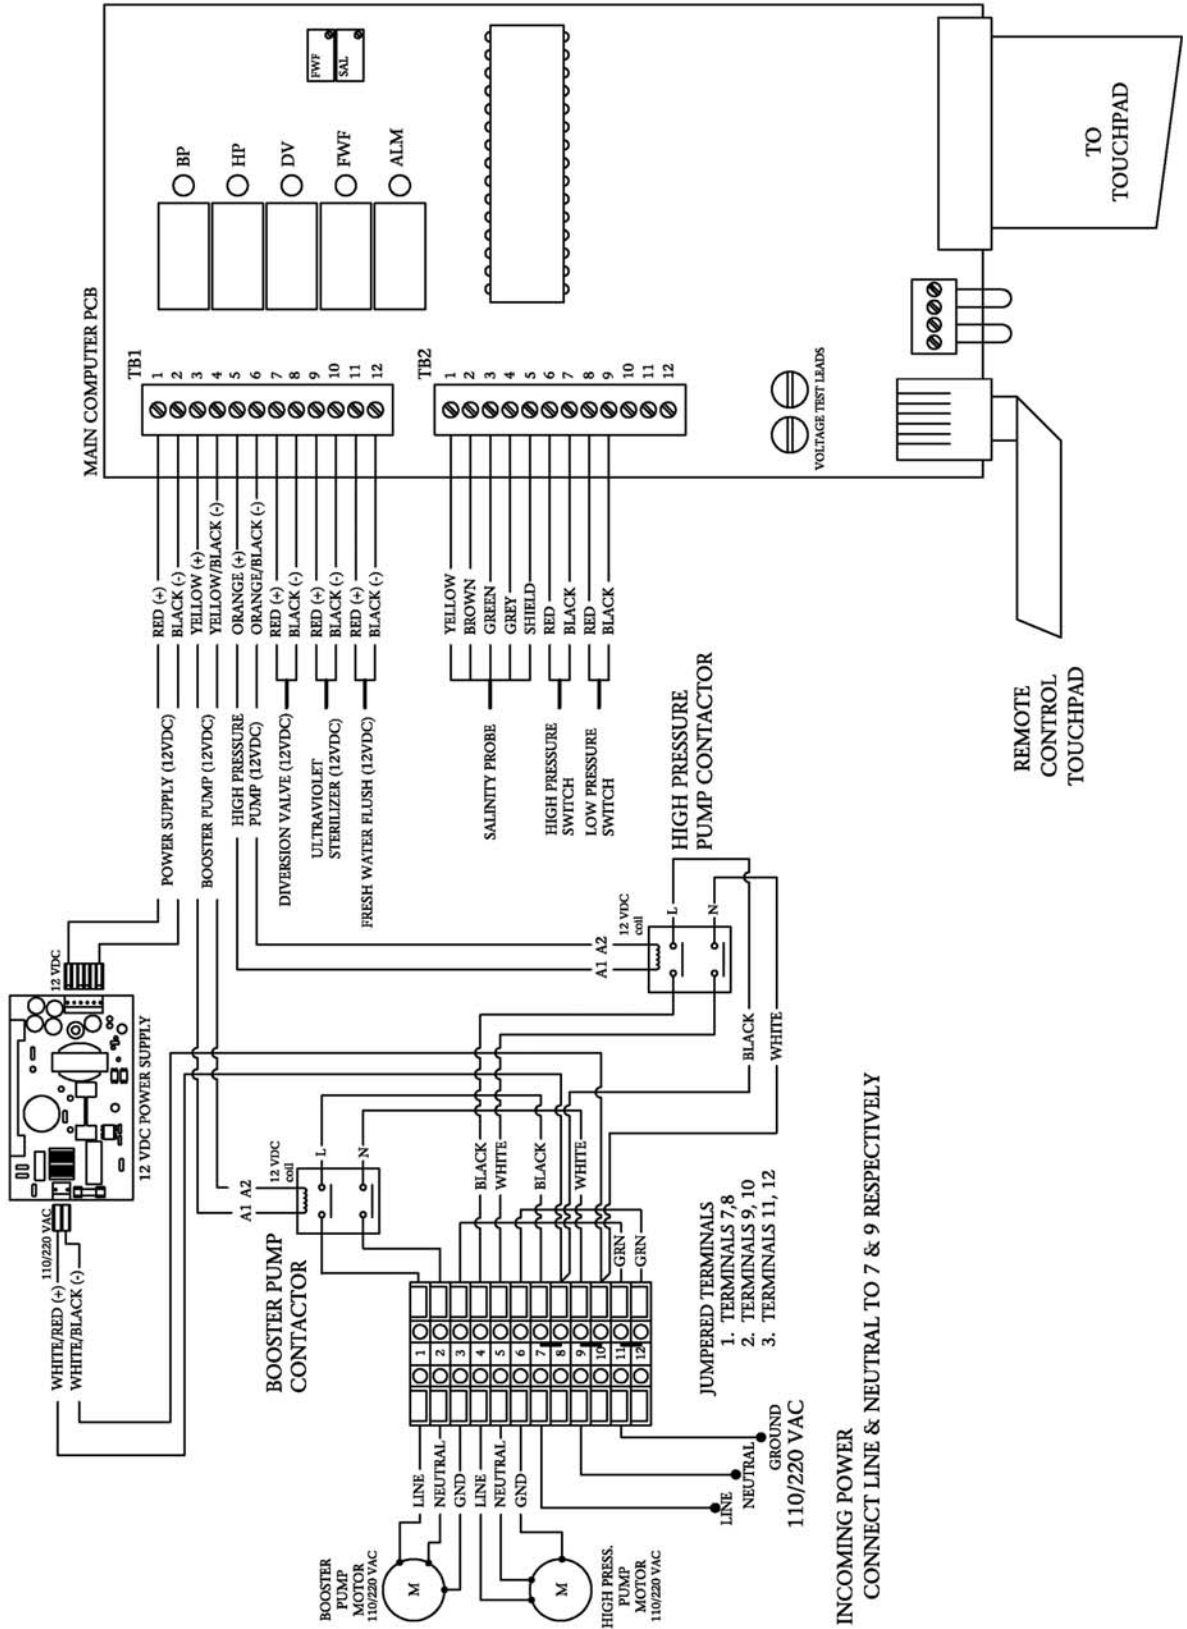 MAIN COMPUTER PCB
FWF
SAL
BP
HP
DV
FWF
ALM
TB1
1
2
3
4
5
6
7
8
9
10
11
12
TB2
1
2
3
4
5
6
7
8
9
10
11
12
VOLTAGE TEST LEADS
TO
TOUCHPAD
REMOTE
CONTROL
TOUCHPAD
RED (+)
BLACK (-)
YELLOW (+)
YELLOW/BLACK (-)
ORANGE (+)
ORANGE/BLACK (-)
RED (+)
BLACK (-)
RED (+)
BLACK (-)
RED (+)
BLACK (-)
POWER SUPPLY (12VDC)
BOOSTER PUMP (12VDC)
HIGH PRESSURE
PUMP (12VDC)
DIVERSION VALVE (12VDC)
ULTRAVIOLET
STERILIZER (12VDC)
FRESH WATER FLUSH (12VDC)
YELLOW
BROWN
GREEN
GREY
SHIELD
RED
BLACK
RED
BLACK
SALINITY PROBE
HIGH PRESSURE
SWITCH
LOW PRESSURE
SWITCH
HIGH PRESSURE
PUMP CONTACTOR
12 VDC
coil
A1 A2
L
N
BLACK
WHITE
12 VDC
12 VDC POWER SUPPLY
110/220 VAC
WHITE/RED (+)
WHITE/BLACK (-)
BOOSTER PUMP
CONTACTOR
12 VDC
coil
A1 A2
L
N
BLACK
WHITE
BLACK
WHITE
GRN
GRN
1
2
3
4
5
6
7
8
9
10
11
12
JUMPERED TERMINALS
1. TERMINALS 7,8
2. TERMINALS 9, 10
3. TERMINALS 11, 12
LINE
NEUTRAL
GND
LINE
NEUTRAL
GND
M
BOOSTER
PUMP
MOTOR
110/220 VAC
M
HIGH PRESS.
PUMP
MOTOR
110/220 VAC
LINE
NEUTRAL
GROUND
110/220 VAC
INCOMING POWER
CONNECT LINE & NEUTRAL TO 7 & 9 RESPECTIVELY